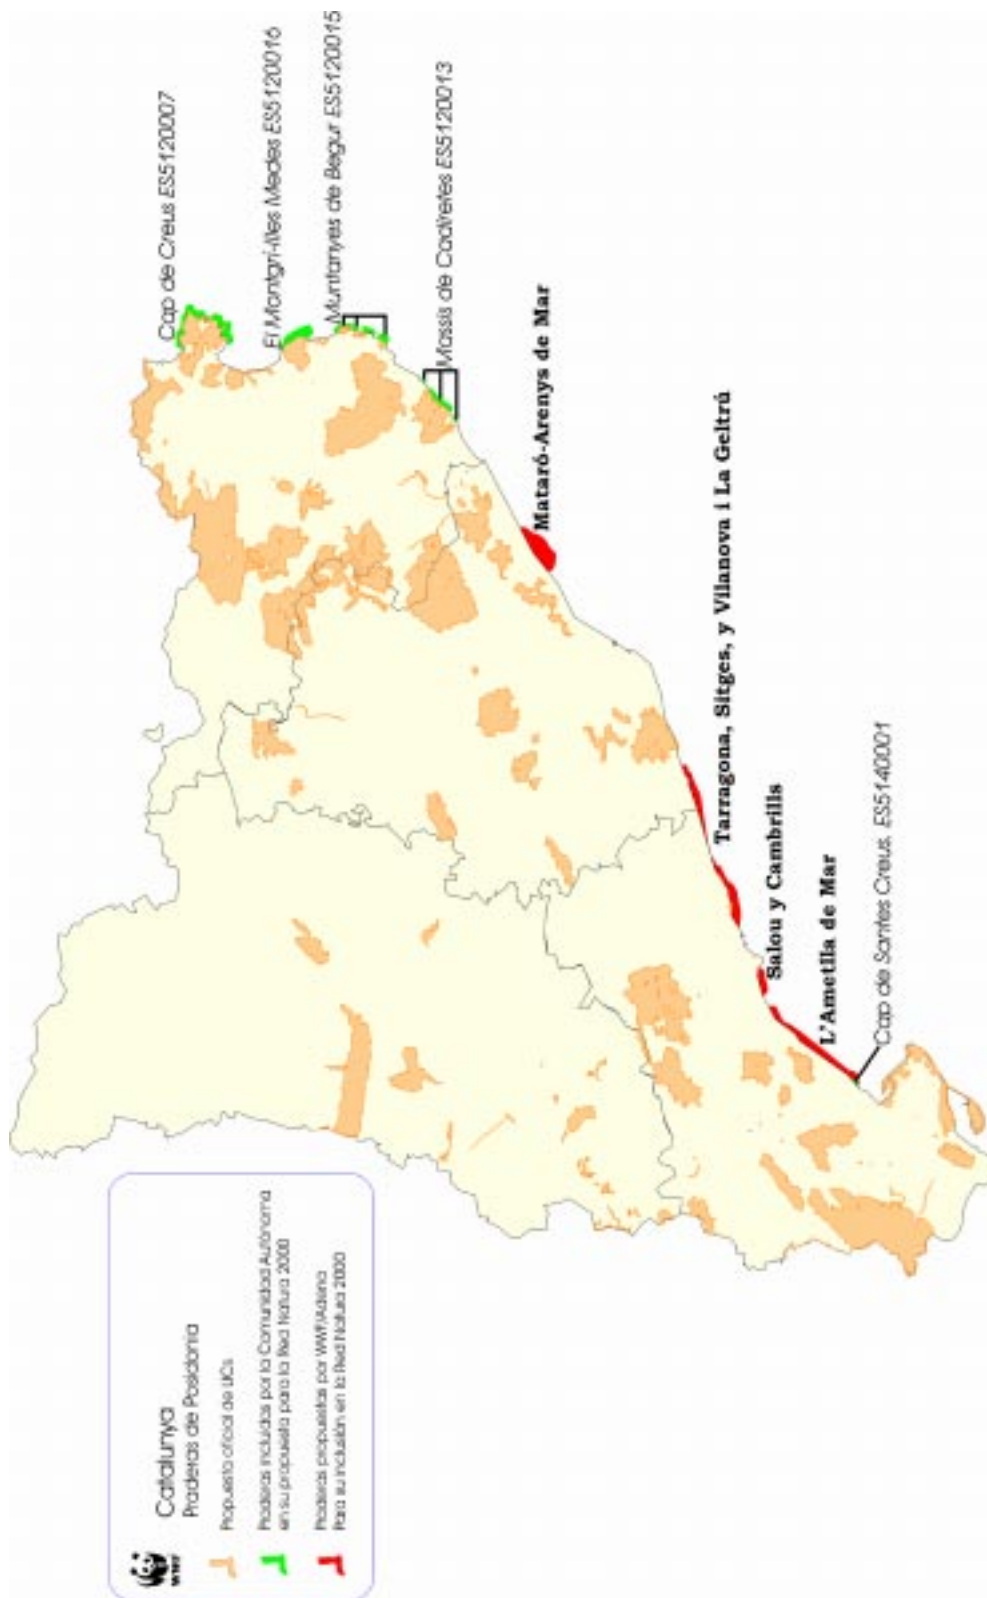 Catalunya
Praderas de Posidonia
WWF
Propuesta oficial de LICs
Praderas incluidas por la Comunidad Autónoma
en su propuesta para la Red Natura 2000
Praderas propuestas por WWF/Adena
Para su inclusión en la Red Natura 2000
Cap de Creus ES5120007
El Montgrí-Illes Medes ES5120016
Muntanyes de Begur ES5120015
Massis de Cadiretes ES5120013
Mataró-Arenys de Mar
Tarragona, Sitges, y Vilanova i La Geltrú
Salou y Cambrills
L'Ametlla de Mar
Cap de Santes Creus. ES5140001